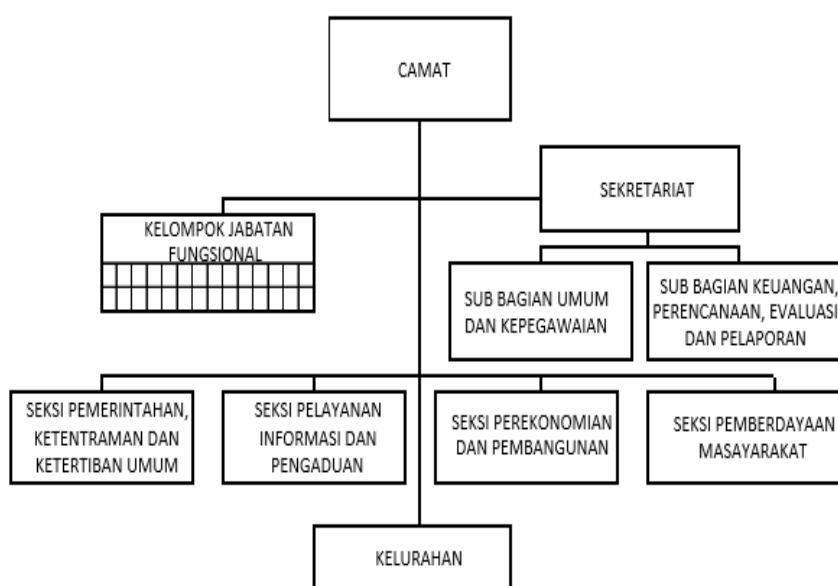 CAMAT
SEKRETARIAT
KELOMPOK JABATAN
FUNGSIONAL
SUB BAGIAN UMUM
DAN KEPEGAWAIAN
SUB BAGIAN KEUANGAN,
PERENCANAAN, EVALUASI
DAN PELAPORAN
SEKSI PEMERINTAHAN,
KETENTRAMAN DAN
KETERTIBAN UMUM
SEKSI PELAYANAN
INFORMASI DAN
PENGADUAN
SEKSI PEREKONOMIAN
DAN PEMBANGUNAN
SEKSI PEMBERDAYAAN
MASAYARAKAT
KELURAHAN